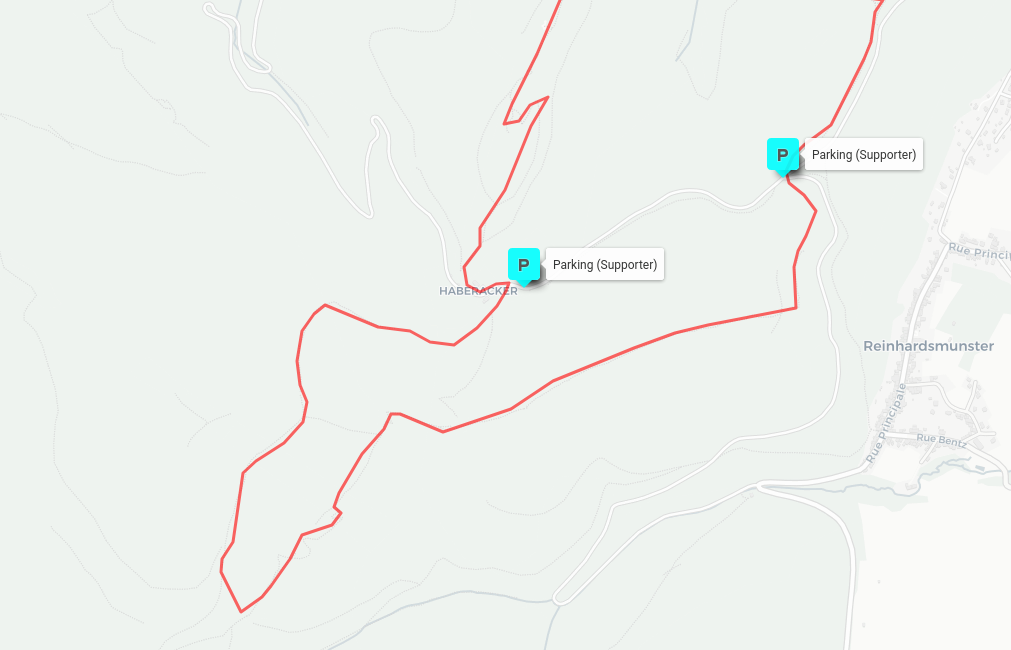 P
Parking (Supporter)
Rue Princi
P
Parking (Supporter)
HABERACKER
Reinhardsmunster
Rue Principale
Rue Bentz